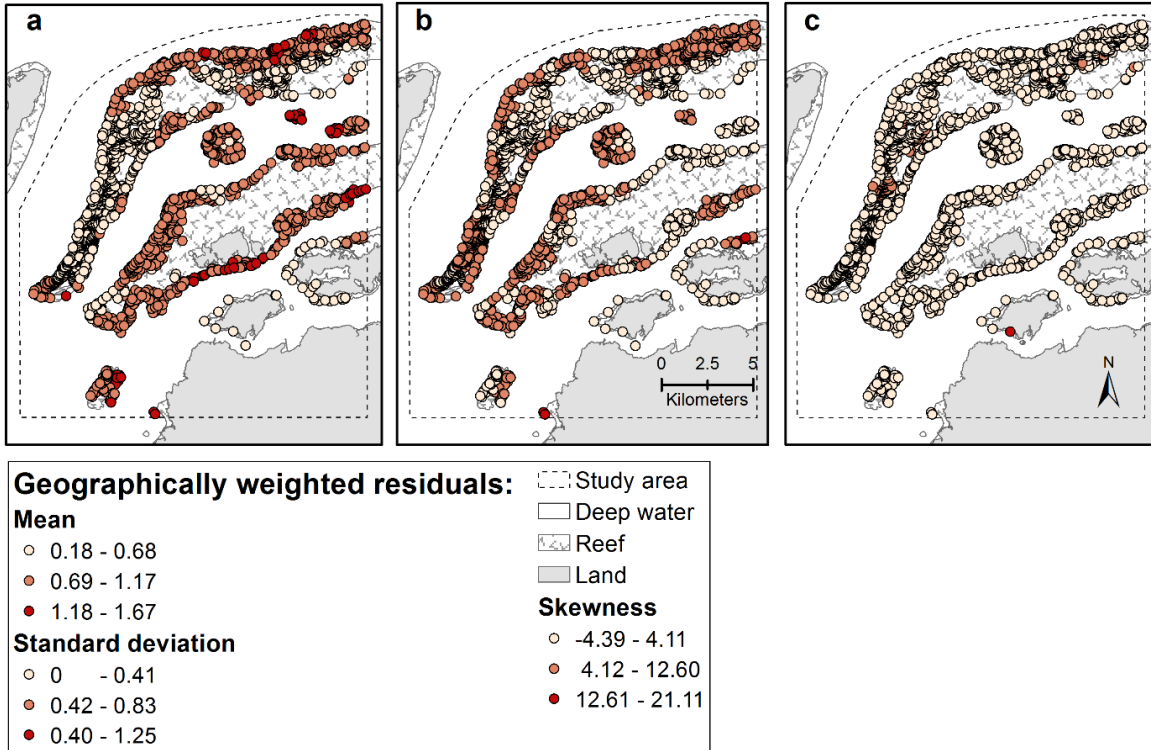 a
b
c
0 2.5 5
Kilometers
N
Geographically weighted residuals:
Mean
0.18 - 0.68
0.69 - 1.17
1.18 - 1.67
Standard deviation
0 - 0.41
0.42 - 0.83
0.40 - 1.25
Study area
Deep water
Reef
Land
Skewness
-4.39 - 4.11
4.12 - 12.60
12.61 - 21.11